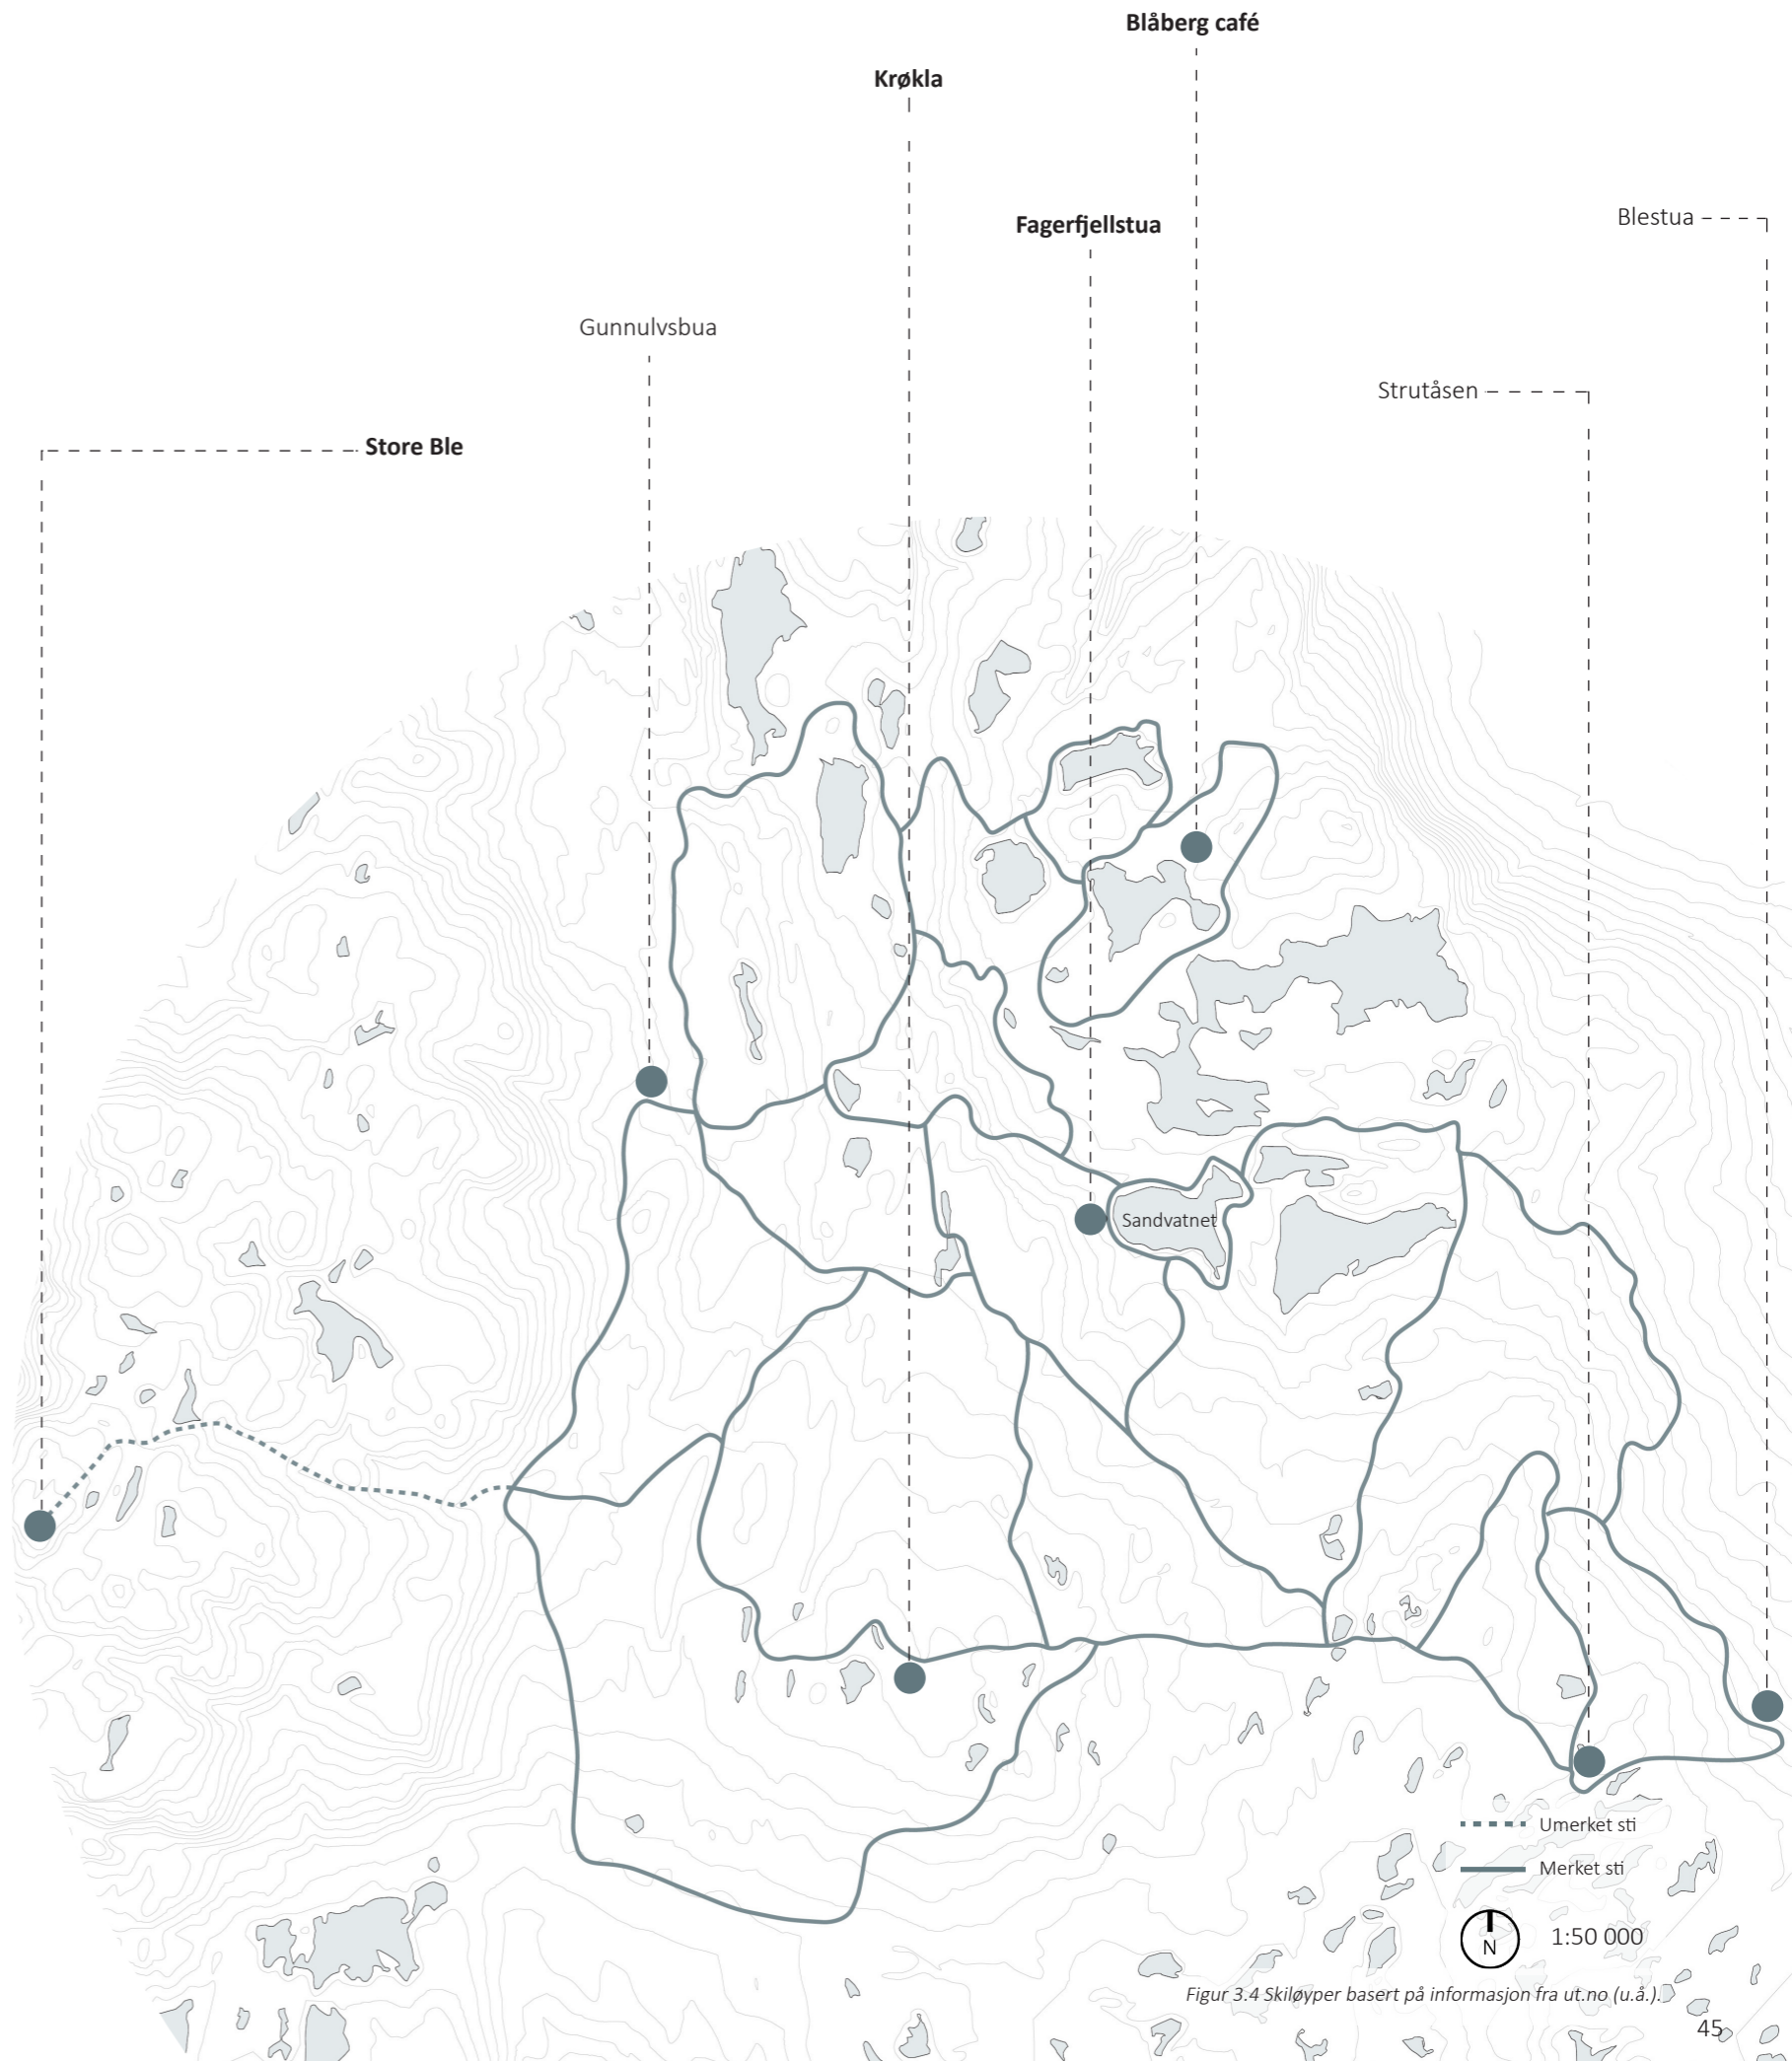 Blåberg café
Krøkla
Blestua
Fagerfjellstua
Gunnulvsbua
Strutåsen
Store Ble
Sandvatnet
Umerket sti
Merket sti
N
1:50 000
Figur 3.4 Skiløyper basert på informasjon fra ut.no (u.å.).
45